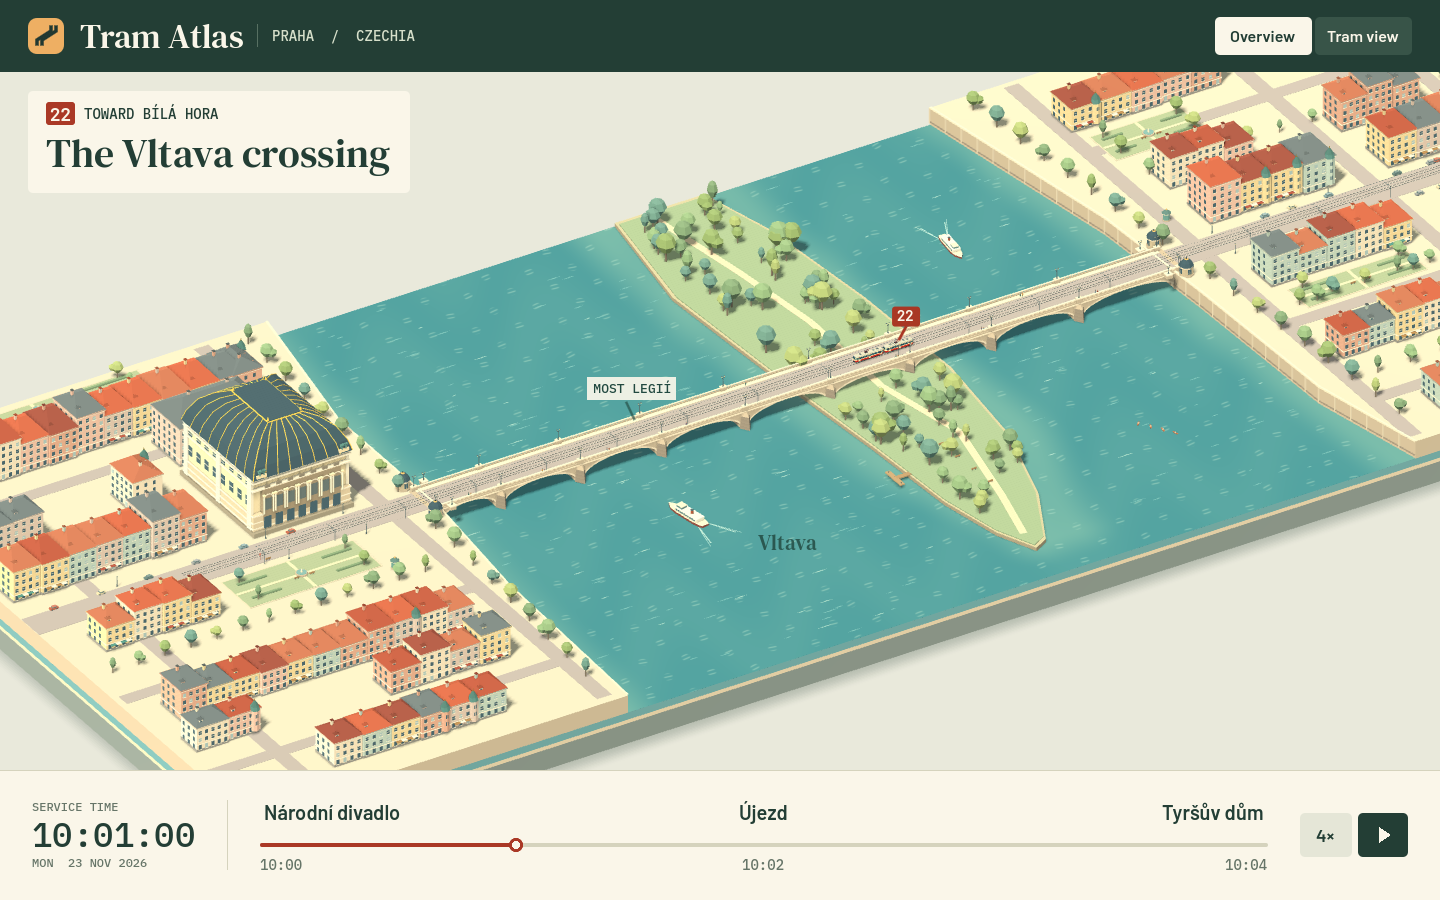 Tram Atlas
PRAHA / CZECHIA
Overview
Tram view
22 TOWARD BÍLÁ HORA
The Vltava crossing
22
MOST LEGIÍ
Vltava
SERVICE TIME
10:01:00
MON 23 NOV 2026
Národní divadlo
Újezd
Tyršův dům
10:00
10:02
10:04
4×